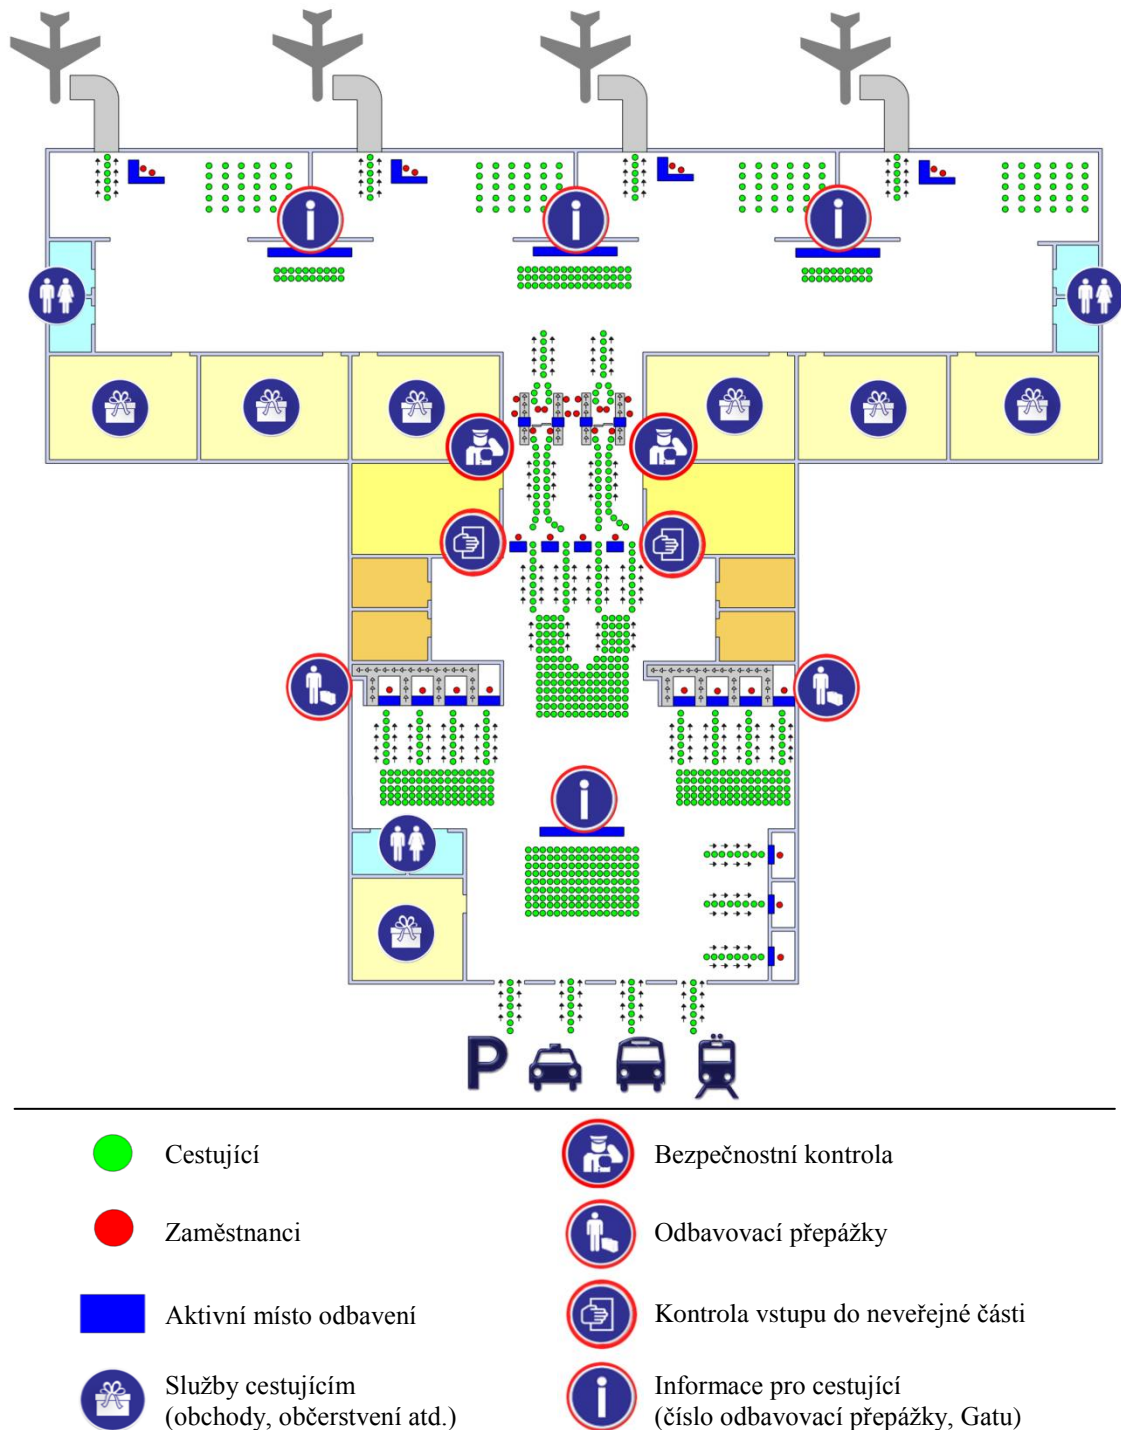 P
Cestující
Bezpečnostní kontrola
Zaměstnanci
Odbavovací přepážky
Aktivní místo odbavení
Kontrola vstupu do neveřejné části
Služby cestujícím
(obchody, občerstvení atd.)
Informace pro cestující
(číslo odbavovací přepážky, Gatu)